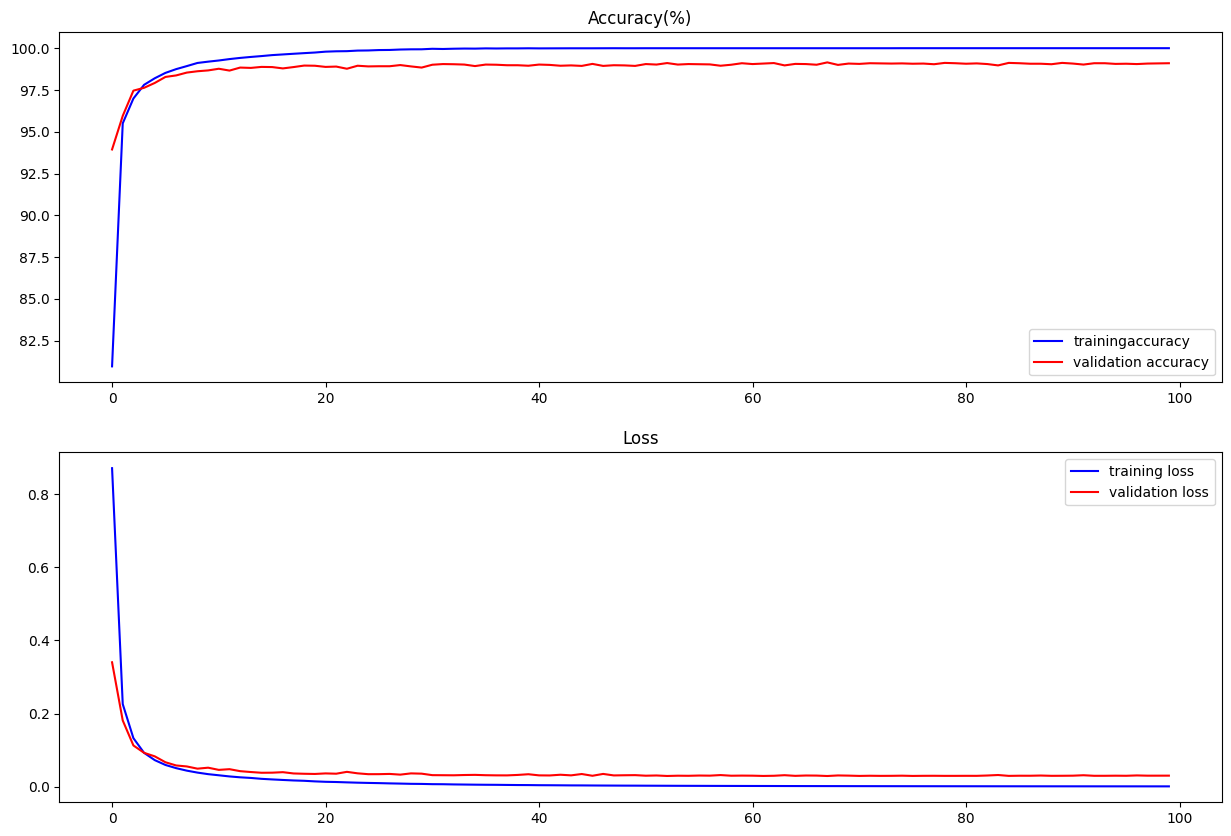 Accuracy(%)
100.0
97.5
95.0
92.5
90.0
87.5
85.0
82.5
trainingaccuracy
validation accuracy
0 20 40 60 80 100
Loss
training loss
validation loss
0.8
0.6
0.4
0.2
0.0
0 20 40 60 80 100